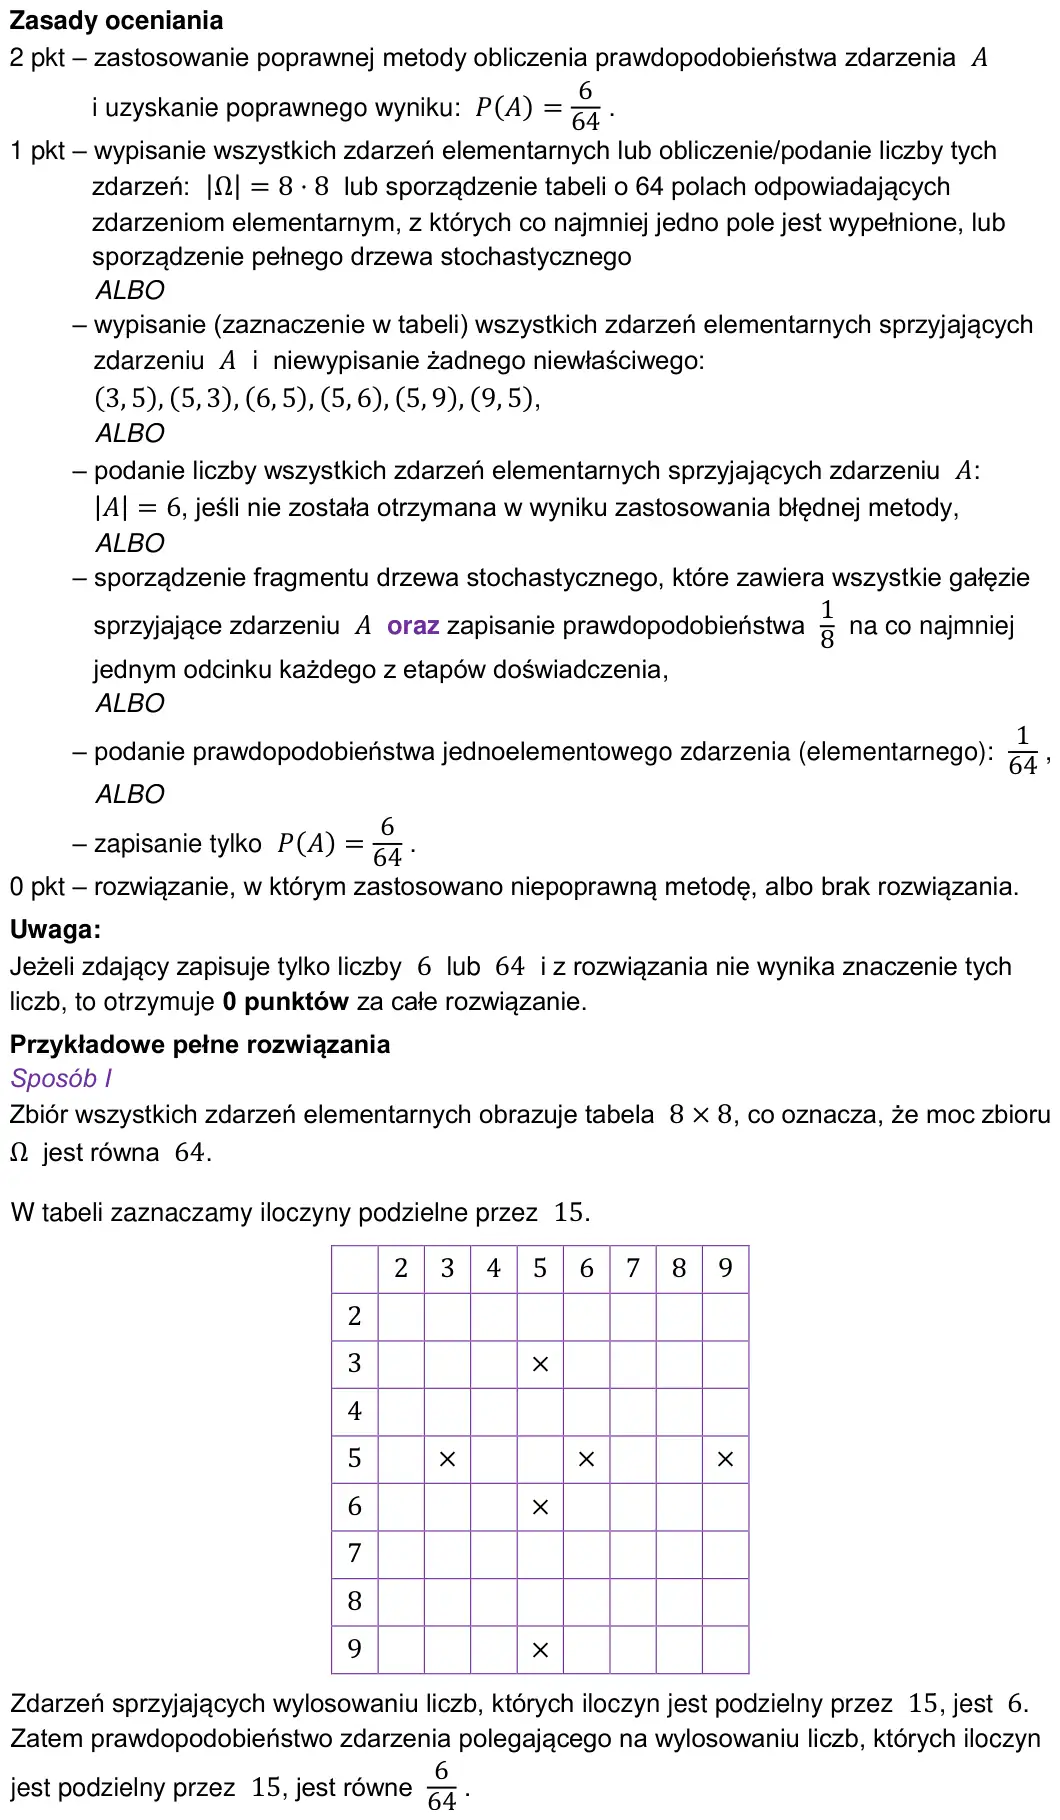 Zasady oceniania
2 pkt – zastosowanie poprawnej metody obliczenia prawdopodobieństwa zdarzenia A
i uzyskanie poprawnego wyniku: P(A) = 6/64 .
1 pkt – wypisanie wszystkich zdarzeń elementarnych lub obliczenie/podanie liczby tych
zdarzeń: |Ω| = 8 · 8 lub sporządzenie tabeli o 64 polach odpowiadających
zdarzeniom elementarnym, z których co najmniej jedno pole jest wypełnione, lub
sporządzenie pełnego drzewa stochastycznego
ALBO
– wypisanie (zaznaczenie w tabeli) wszystkich zdarzeń elementarnych sprzyjających
zdarzeniu A i niewypisanie żadnego niewłaściwego:
(3, 5), (5, 3), (6, 5), (5, 6), (5, 9), (9, 5),
ALBO
– podanie liczby wszystkich zdarzeń elementarnych sprzyjających zdarzeniu A:
|A| = 6, jeśli nie została otrzymana w wyniku zastosowania błędnej metody,
ALBO
– sporządzenie fragmentu drzewa stochastycznego, które zawiera wszystkie gałęzie
sprzyjające zdarzeniu A oraz zapisanie prawdopodobieństwa 1/8 na co najmniej
jednym odcinku każdego z etapów doświadczenia,
ALBO
– podanie prawdopodobieństwa jednoelementowego zdarzenia (elementarnego): 1/64 ,
ALBO
– zapisanie tylko P(A) = 6/64 .
0 pkt – rozwiązanie, w którym zastosowano niepoprawną metodę, albo brak rozwiązania.
Uwaga:
Jeżeli zdający zapisuje tylko liczby 6 lub 64 i z rozwiązania nie wynika znaczenie tych
liczb, to otrzymuje 0 punktów za całe rozwiązanie.
Przykładowe pełne rozwiązania
Sposób I
Zbiór wszystkich zdarzeń elementarnych obrazuje tabela 8 × 8, co oznacza, że moc zbioru
Ω jest równa 64.
W tabeli zaznaczamy iloczyny podzielne przez 15.
2 3 4 5 6 7 8 9
2
3 ×
4
5 × × ×
6 ×
7
8
9 ×
Zdarzeń sprzyjających wylosowaniu liczb, których iloczyn jest podzielny przez 15, jest 6.
Zatem prawdopodobieństwo zdarzenia polegającego na wylosowaniu liczb, których iloczyn
jest podzielny przez 15, jest równe 6/64 .